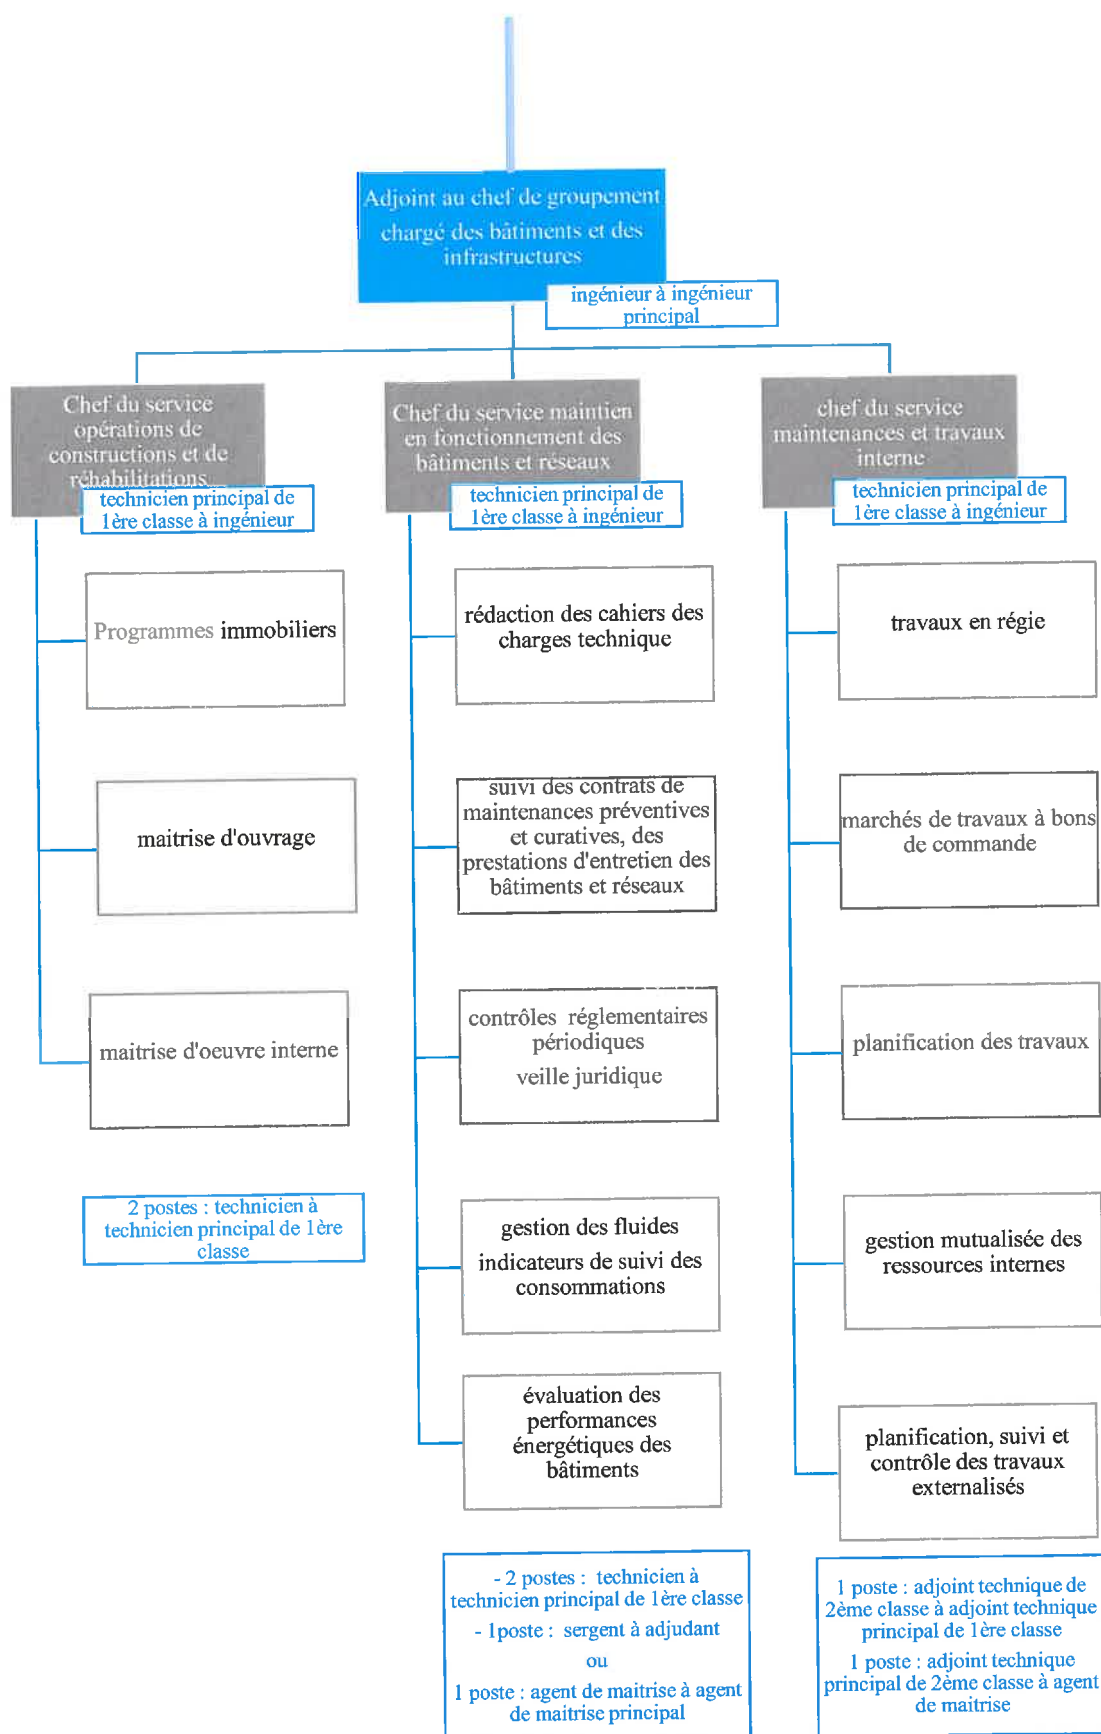 Adjoint au chef de groupement
chargé des bâtiments et des
infrastructures
ingénieur à ingénieur
principal
Chef du service
opérations de
constructions et de
réhabilitations
technicien principal de
1ère classe à ingénieur
Programmes immobiliers
maitrise d'ouvrage
maitrise d'oeuvre interne
2 postes : technicien à
technicien principal de 1ère
classe
Chef du service maintien
en fonctionnement des
bâtiments et réseaux
technicien principal de
1ère classe à ingénieur
rédaction des cahiers des
charges technique
suivi des contrats de
maintenances préventives
et curatives, des
prestations d'entretien des
bâtiments et réseaux
contrôles réglementaires
périodiques
veille juridique
gestion des fluides
indicateurs de suivi des
consommations
évaluation des
performances
énergétiques des
bâtiments
- 2 postes : technicien à
technicien principal de 1ère classe
- 1poste : sergent à adjudant
ou
1 poste : agent de maitrise à agent
de maitrise principal
chef du service
maintenances et travaux
interne
technicien principal de
1ère classe à ingénieur
travaux en régie
marchés de travaux à bons
de commande
planification des travaux
gestion mutualisée des
ressources internes
planification, suivi et
contrôle des travaux
externalisés
1 poste : adjoint technique de
2ème classe à adjoint technique
principal de 1ère classe
1 poste : adjoint technique
principal de 2ème classe à agent
de maitrise